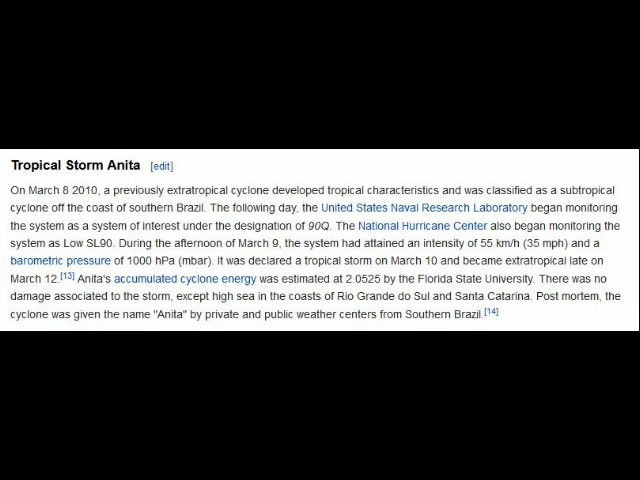 Tropical Storm Anita [edit]
On March 8 2010, a previously extratropical cyclone developed tropical characteristics and was classified as a subtropical
cyclone off the coast of southern Brazil. The following day, the United States Naval Research Laboratory began monitoring
the system as a system of interest under the designation of 90Q. The National Hurricane Center also began monitoring the
system as Low SL90. During the afternoon of March 9, the system had attained an intensity of 55 km/h (35 mph) and a
barometric pressure of 1000 hPa (mbar). It was declared a tropical storm on March 10 and became extratropical late on
March 12.[13] Anita's accumulated cyclone energy was estimated at 2.0525 by the Florida State University. There was no
damage associated to the storm, except high sea in the coasts of Rio Grande do Sul and Santa Catarina. Post mortem, the
cyclone was given the name "Anita" by private and public weather centers from Southern Brazil.[14]